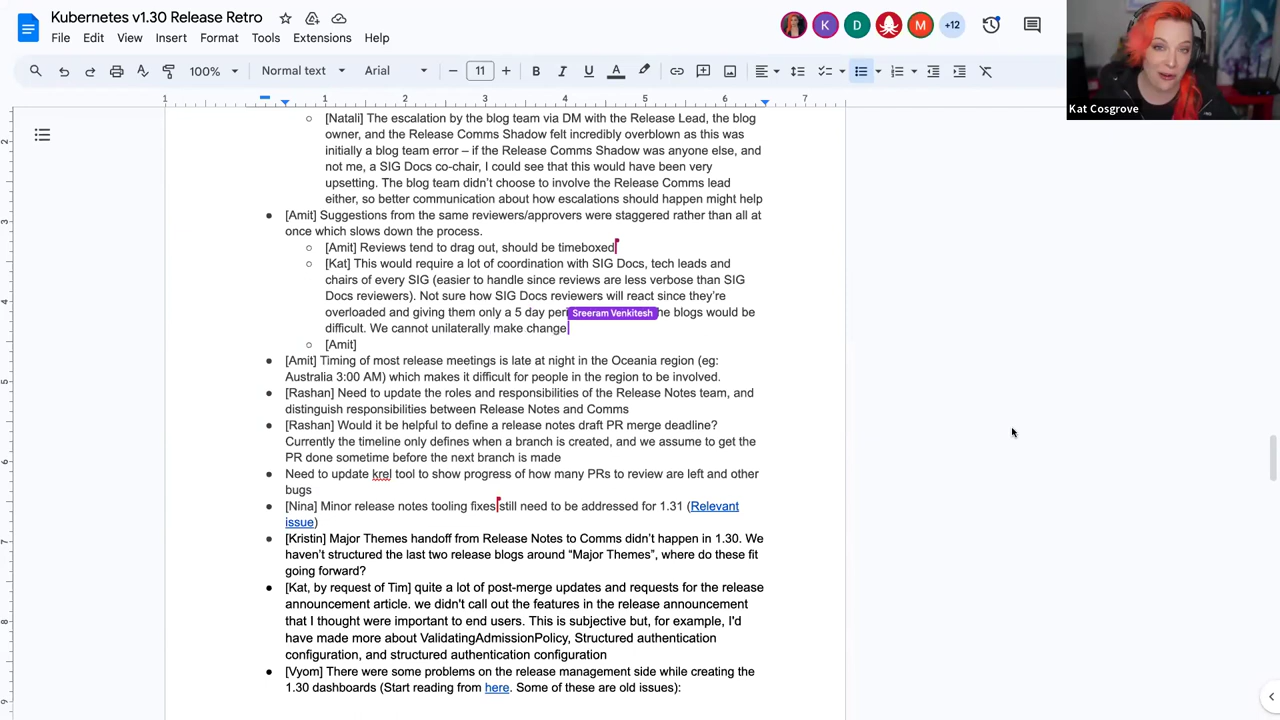 Kubernetes v1.30 Release Retro
File Edit View Insert Format Tools Extensions Help
K D M +12
100% Normal text Arial 11 B I U A
1 1 2 3 4 5 6 7
Kat Cosgrove
[Natali] The escalation by the blog team via DM with the Release Lead, the blog
owner, and the Release Comms Shadow felt incredibly overblown as this was
initially a blog team error – if the Release Comms Shadow was anyone else, and
not me, a SIG Docs co-chair, I could see that this would have been very
upsetting. The blog team didn't choose to involve the Release Comms lead
either, so better communication about how escalations should happen might help
[Amit] Suggestions from the same reviewers/approvers were staggered rather than all at
once which slows down the process.
[Amit] Reviews tend to drag out, should be timeboxed
[Kat] This would require a lot of coordination with SIG Docs, tech leads and
chairs of every SIG (easier to handle since reviews are less verbose than SIG
Docs reviewers). Not sure how SIG Docs reviewers will react since they're
overloaded and giving them only a 5 day peri Sreeram Venkitesh he blogs would be
difficult. We cannot unilaterally make change
[Amit]
[Amit] Timing of most release meetings is late at night in the Oceania region (eg:
Australia 3:00 AM) which makes it difficult for people in the region to be involved.
[Rashan] Need to update the roles and responsibilities of the Release Notes team, and
distinguish responsibilities between Release Notes and Comms
[Rashan] Would it be helpful to define a release notes draft PR merge deadline?
Currently the timeline only defines when a branch is created, and we assume to get the
PR done sometime before the next branch is made
Need to update krel tool to show progress of how many PRs to review are left and other
bugs
[Nina] Minor release notes tooling fixes still need to be addressed for 1.31 (Relevant
issue)
[Kristin] Major Themes handoff from Release Notes to Comms didn't happen in 1.30. We
haven't structured the last two release blogs around "Major Themes", where do these fit
going forward?
[Kat, by request of Tim] quite a lot of post-merge updates and requests for the release
announcement article. we didn't call out the features in the release announcement
that I thought were important to end users. This is subjective but, for example, I'd
have made more about ValidatingAdmissionPolicy, Structured authentication
configuration, and structured authentication configuration
[Vyom] There were some problems on the release management side while creating the
1.30 dashboards (Start reading from here. Some of these are old issues):
2
3
4
5
6
7
8
9